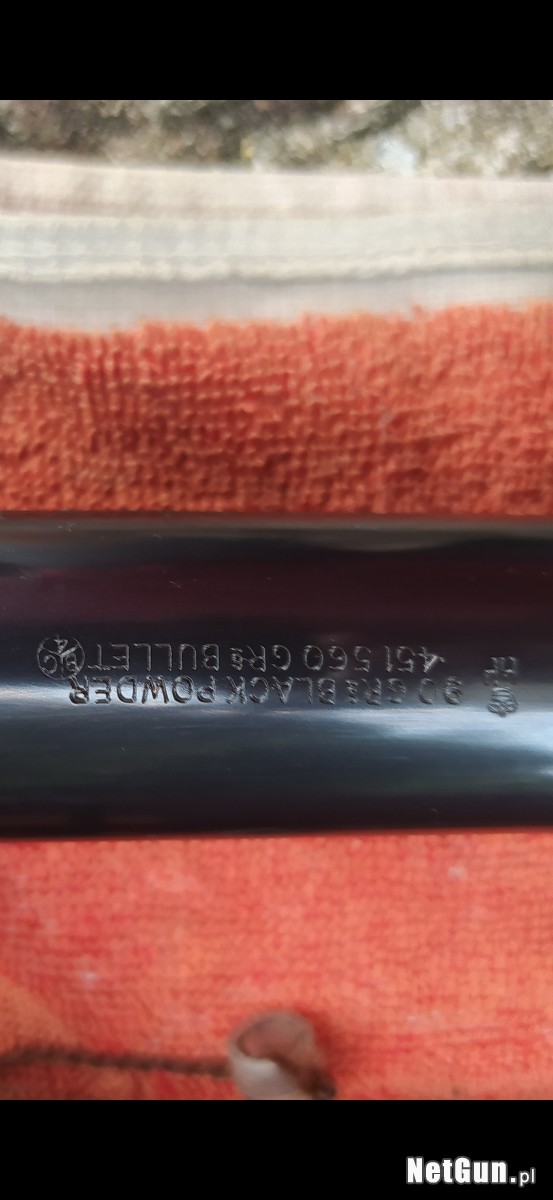 90 GRs BLACK POWDER
451 560 GRs BULLET
NetGun.pl